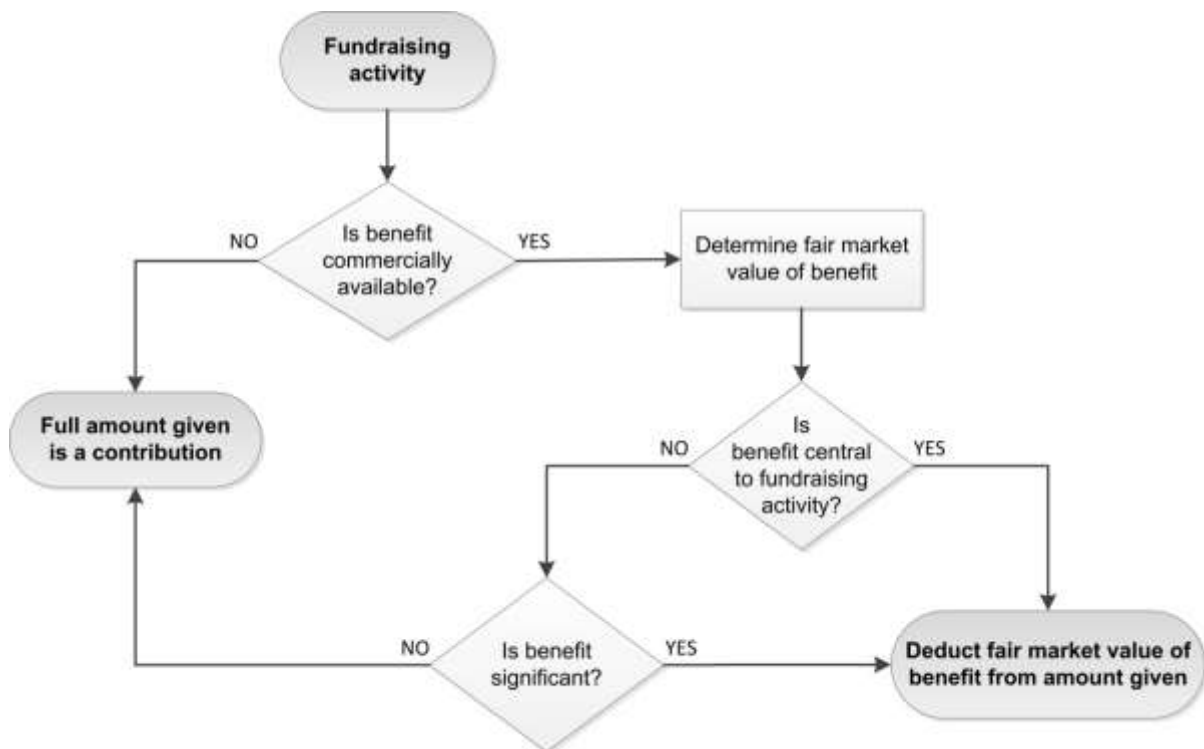 Fundraising
activity
Is benefit
commercially
available?
NO
YES
Determine fair market
value of benefit
Full amount given
is a contribution
Is
benefit central
to fundraising
activity?
NO
YES
Is benefit
significant?
NO
YES
Deduct fair market value of
benefit from amount given